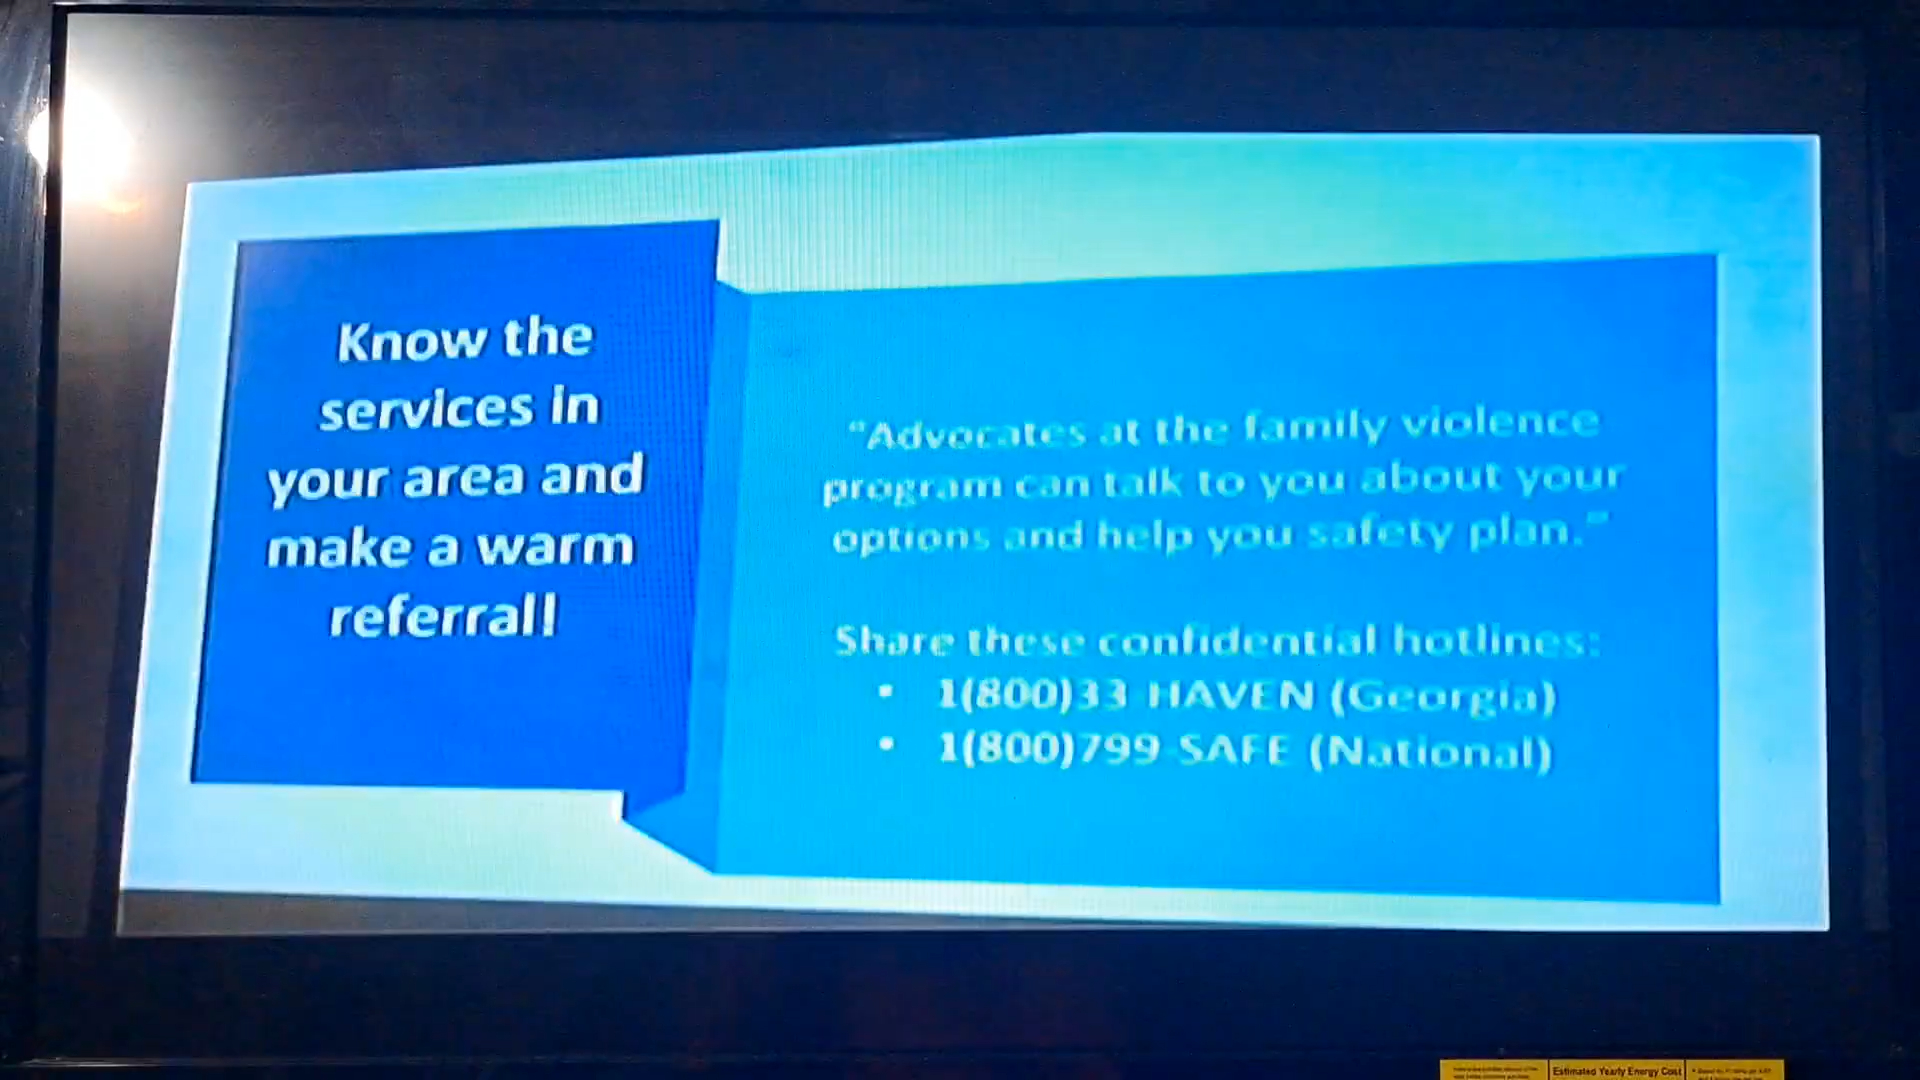 Know the
services in
your area and
make a warm
referral!
"Advocates at the family violence
program can talk to you about your
options and help you safety plan."
Share these confidential hotlines:
• 1(800)33-HAVEN (Georgia)
• 1(800)799-SAFE (National)
Estimated Yearly Energy Cost